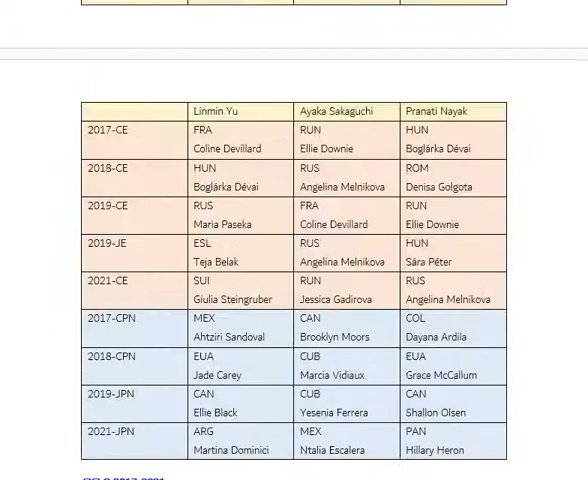 Linmin Yu Ayaka Sakaguchi Pranati Nayak
2017-CE FRA RUN HUN
Coline Devillard Ellie Downie Boglárka Dévai
2018-CE HUN RUS ROM
Boglárka Dévai Angelina Melnikova Denisa Golgota
2019-CE RUS FRA RUN
Maria Paseka Coline Devillard Ellie Downie
2019-JE ESL RUS HUN
Teja Belak Angelina Melnikova Sára Péter
2021-CE SUI RUN RUS
Giulia Steingruber Jessica Gadirova Angelina Melnikova
2017-CPN MEX CAN COL
Ahtziri Sandoval Brooklyn Moors Dayana Ardila
2018-CPN EUA CUB EUA
Jade Carey Marcia Vidiaux Grace McCallum
2019-JPN CAN CUB CAN
Ellie Black Yesenia Ferrera Shallon Olsen
2021-JPN ARG MEX PAN
Martina Dominici Ntalia Escalera Hillary Heron